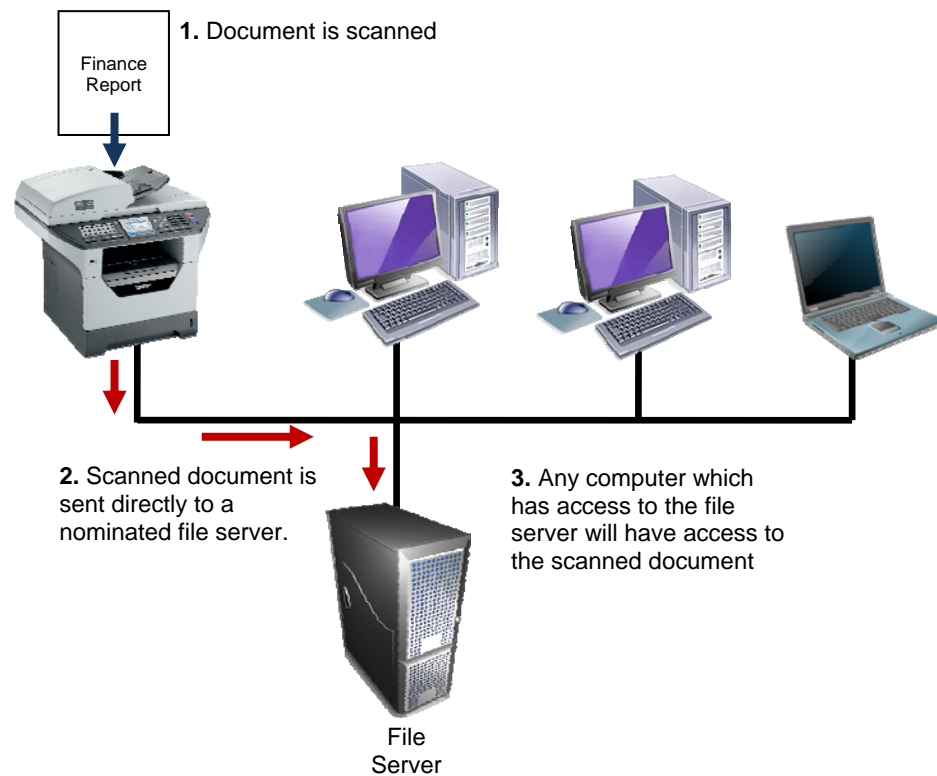 1. Document is scanned
Finance
Report
2. Scanned document is
sent directly to a
nominated file server.
3. Any computer which
has access to the file
server will have access to
the scanned document
File
Server